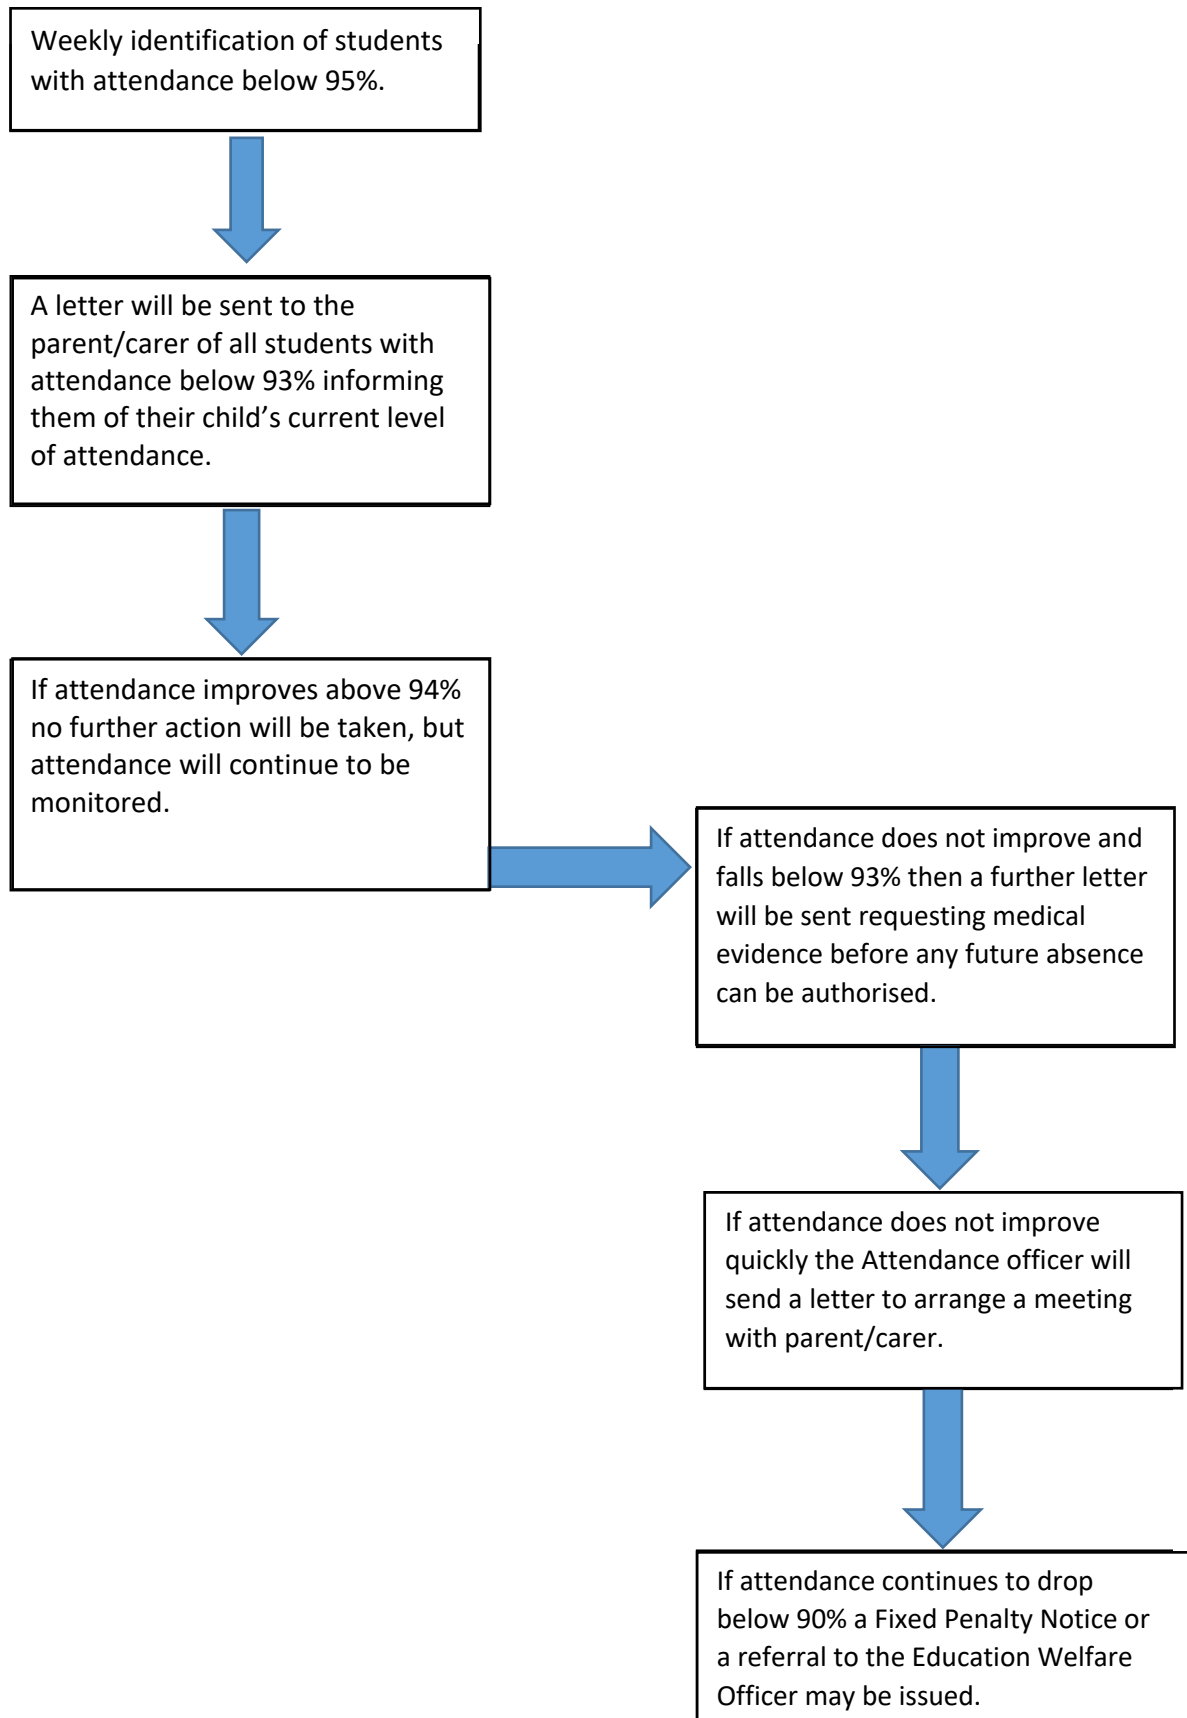 Weekly identification of students
with attendance below 95%.
A letter will be sent to the
parent/carer of all students with
attendance below 93% informing
them of their child’s current level
of attendance.
If attendance improves above 94%
no further action will be taken, but
attendance will continue to be
monitored.
If attendance does not improve and
falls below 93% then a further letter
will be sent requesting medical
evidence before any future absence
can be authorised.
If attendance does not improve
quickly the Attendance officer will
send a letter to arrange a meeting
with parent/carer.
If attendance continues to drop
below 90% a Fixed Penalty Notice or
a referral to the Education Welfare
Officer may be issued.